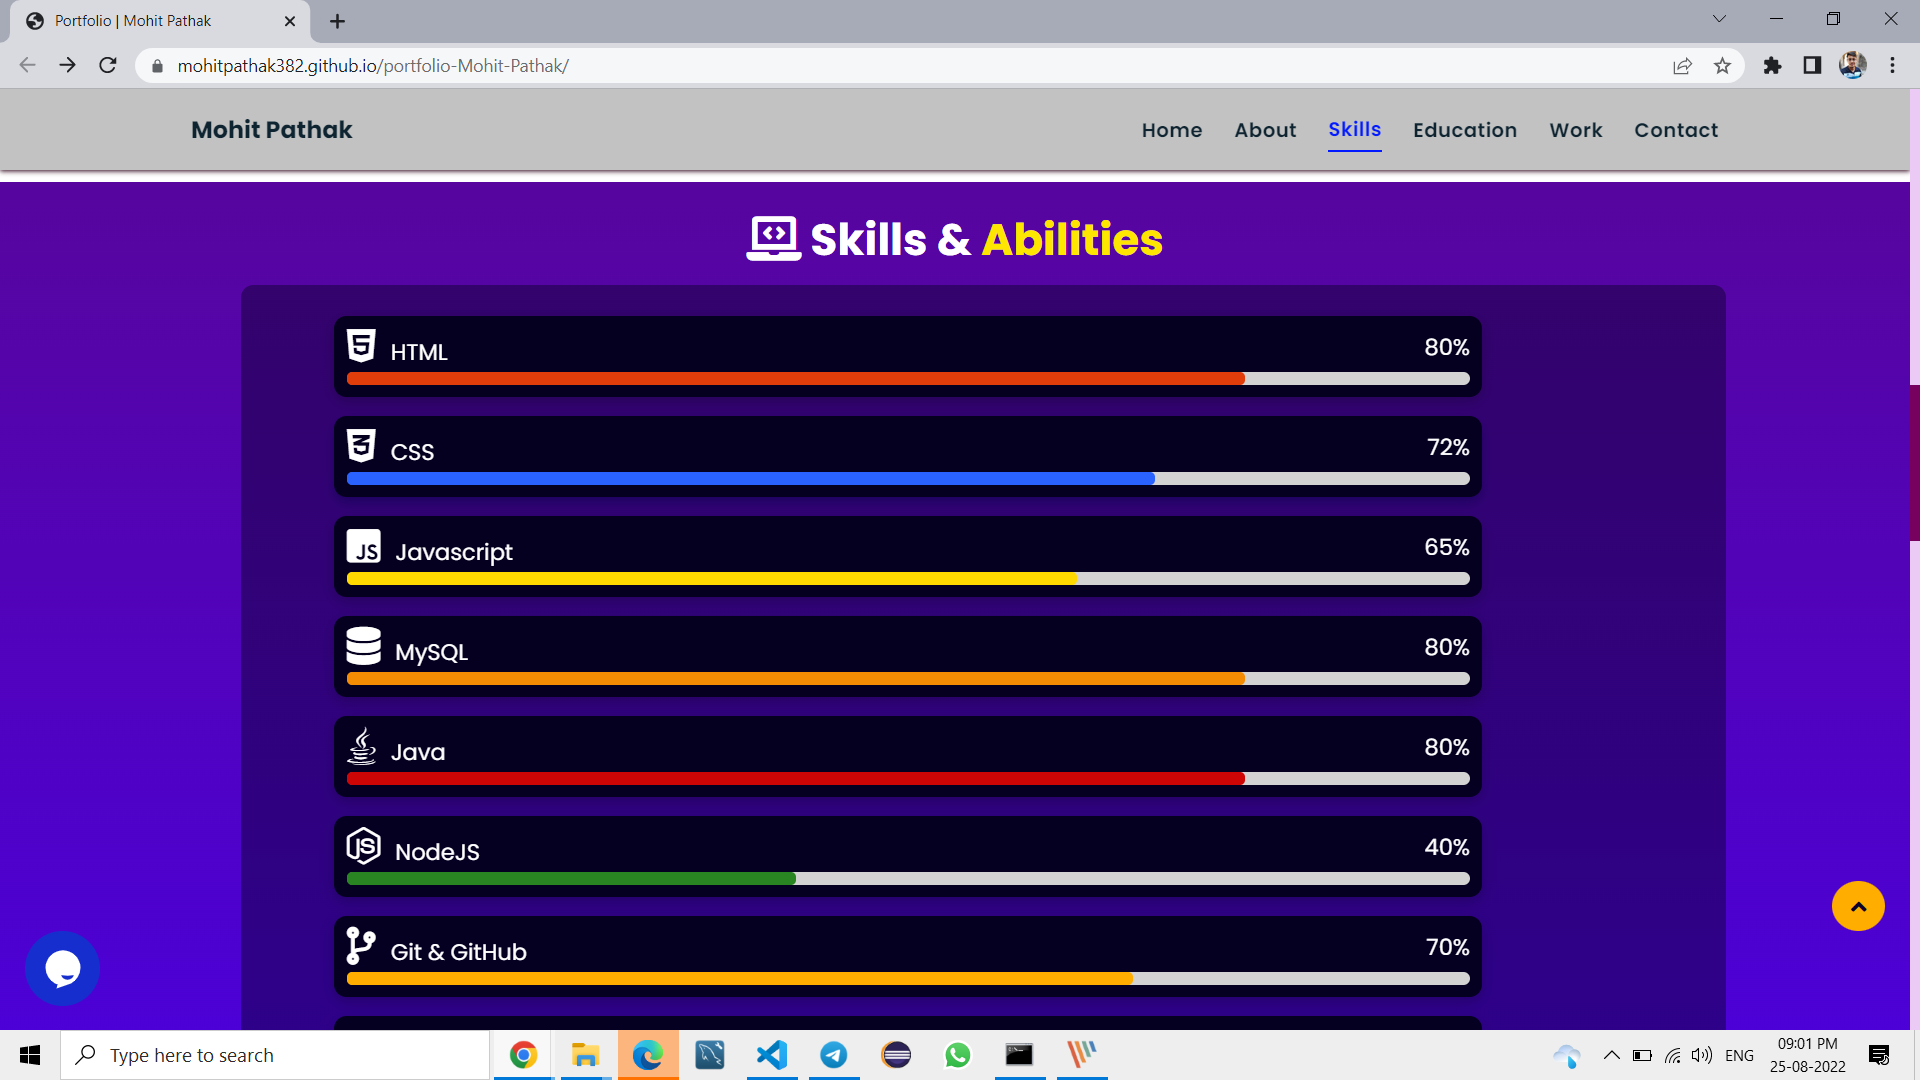 Portfolio | Mohit Pathak
mohitpathak382.github.io/portfolio-Mohit-Pathak/
Mohit Pathak
Home About Skills Education Work Contact
Skills & Abilities
HTML 80%
CSS 72%
JS Javascript 65%
MySQL 80%
Java 80%
JS NodeJS 40%
Git & GitHub 70%
Type here to search
ENG
09:01 PM
25-08-2022